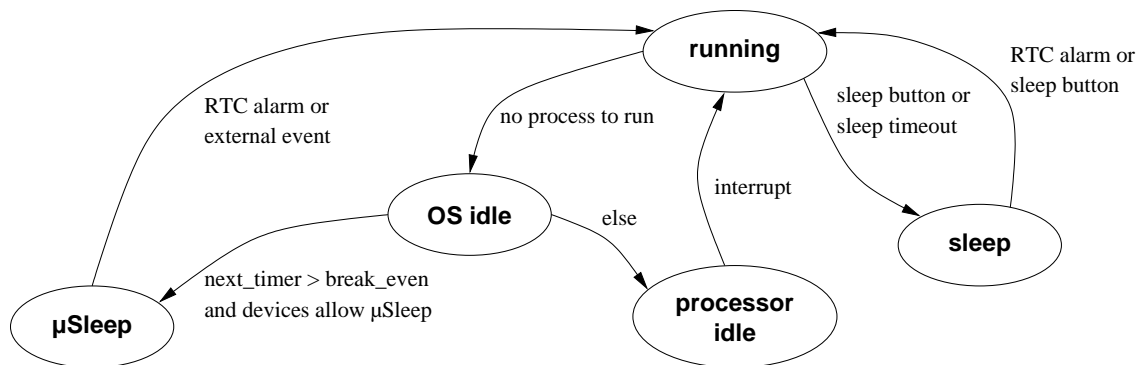 running
RTC alarm or
sleep button
RTC alarm or
external event
sleep button or
sleep timeout
no process to run
interrupt
OS idle
else
sleep
next_timer > break_even
and devices allow µSleep
µSleep
processor
idle